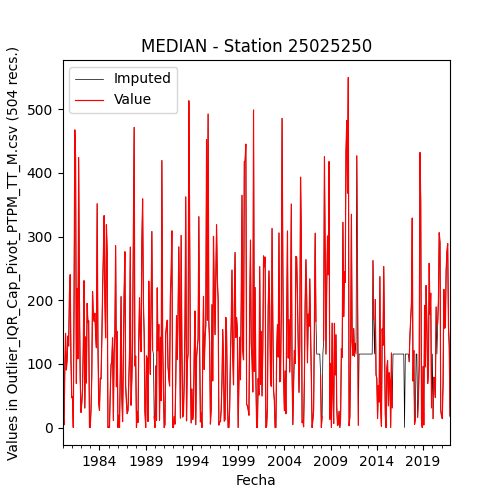 MEDIAN - Station 25025250
Imputed
Value
Values in Outlier_IQR_Cap_Pivot_PTPM_TT_M.csv (504 recs.)
500
400
300
200
100
0
1984 1989 1994 1999 2004 2009 2014 2019
Fecha